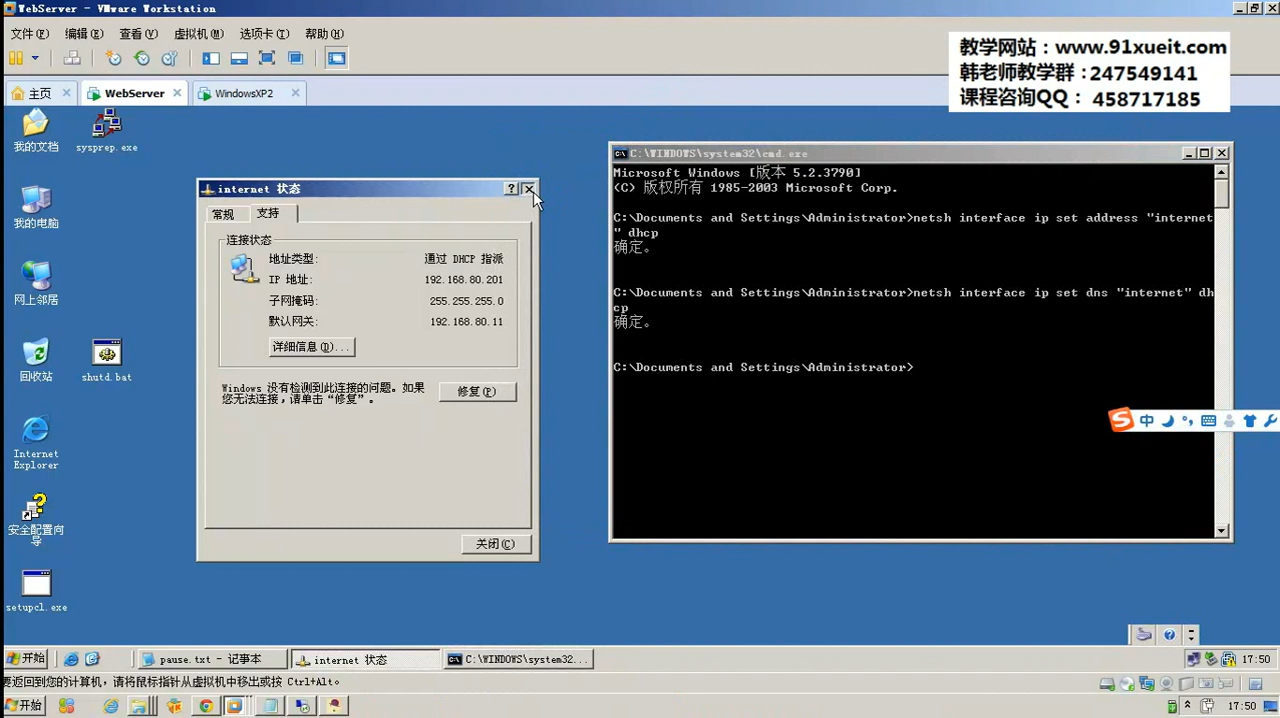 WebServer - VMware Workstation
文件(F) 编辑(E) 查看(V) 虚拟机(M) 选项卡(T) 帮助(H)
教学网站：www.91xueit.com
韩老师教学群：247549141
课程咨询QQ： 458717185
主页 WebServer WindowsXP2
我的文档
sysprep.exe
我的电脑
网上邻居
回收站
shutd.bat
Internet
Explorer
安全配置向
导
setupcl.exe
internet 状态
常规 支持
连接状态
地址类型: 通过 DHCP 指派
IP 地址: 192.168.80.201
子网掩码: 255.255.255.0
默认网关: 192.168.80.11
详细信息(D)...
Windows 没有检测到此连接的问题。如果
您无法连接，请单击“修复”。
修复(P)
关闭(C)
C:\WINDOWS\system32\cmd.exe
Microsoft Windows [版本 5.2.3790]
(C) 版权所有 1985-2003 Microsoft Corp.
C:\Documents and Settings\Administrator>netsh interface ip set address "internet
" dhcp
确定。
C:\Documents and Settings\Administrator>netsh interface ip set dns "internet" dh
cp
确定。
C:\Documents and Settings\Administrator>
中
开始 pause.txt - 记事本 internet 状态 C:\WINDOWS\system32... 17:50
要返回到您的计算机，请将鼠标指针从虚拟机中移出或按 Ctrl+Alt。
开始 17:50